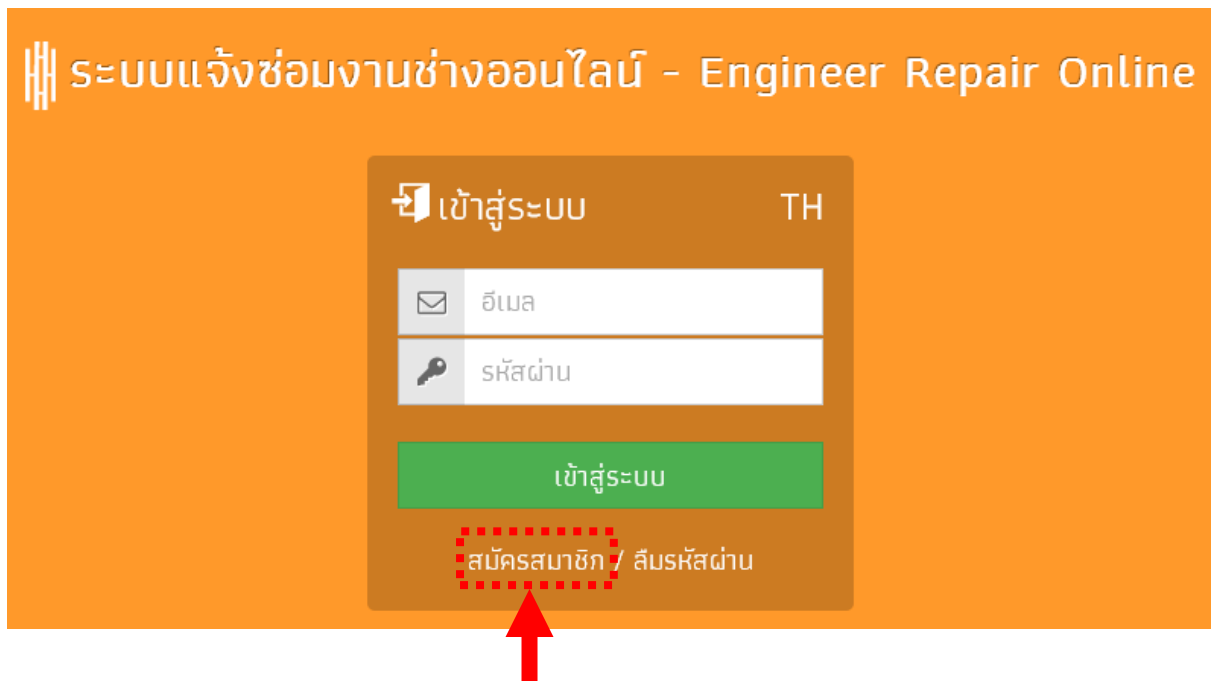 ระบบแจ้งซ่อมงานช่างออนไลน์ - Engineer Repair Online
เข้าสู่ระบบ TH
อีเมล
รหัสผ่าน
เข้าสู่ระบบ
สมัครสมาชิก / ลืมรหัสผ่าน